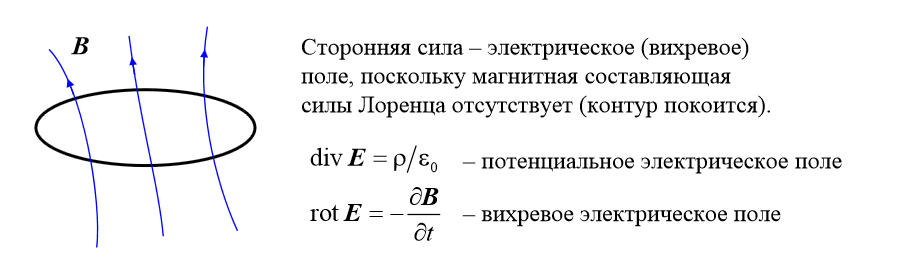 B
Сторонняя сила – электрическое (вихревое)
поле, поскольку магнитная составляющая
силы Лоренца отсутствует (контур покоится).
div E = ρ/ε₀ – потенциальное электрическое поле
rot E = −∂B/∂t – вихревое электрическое поле